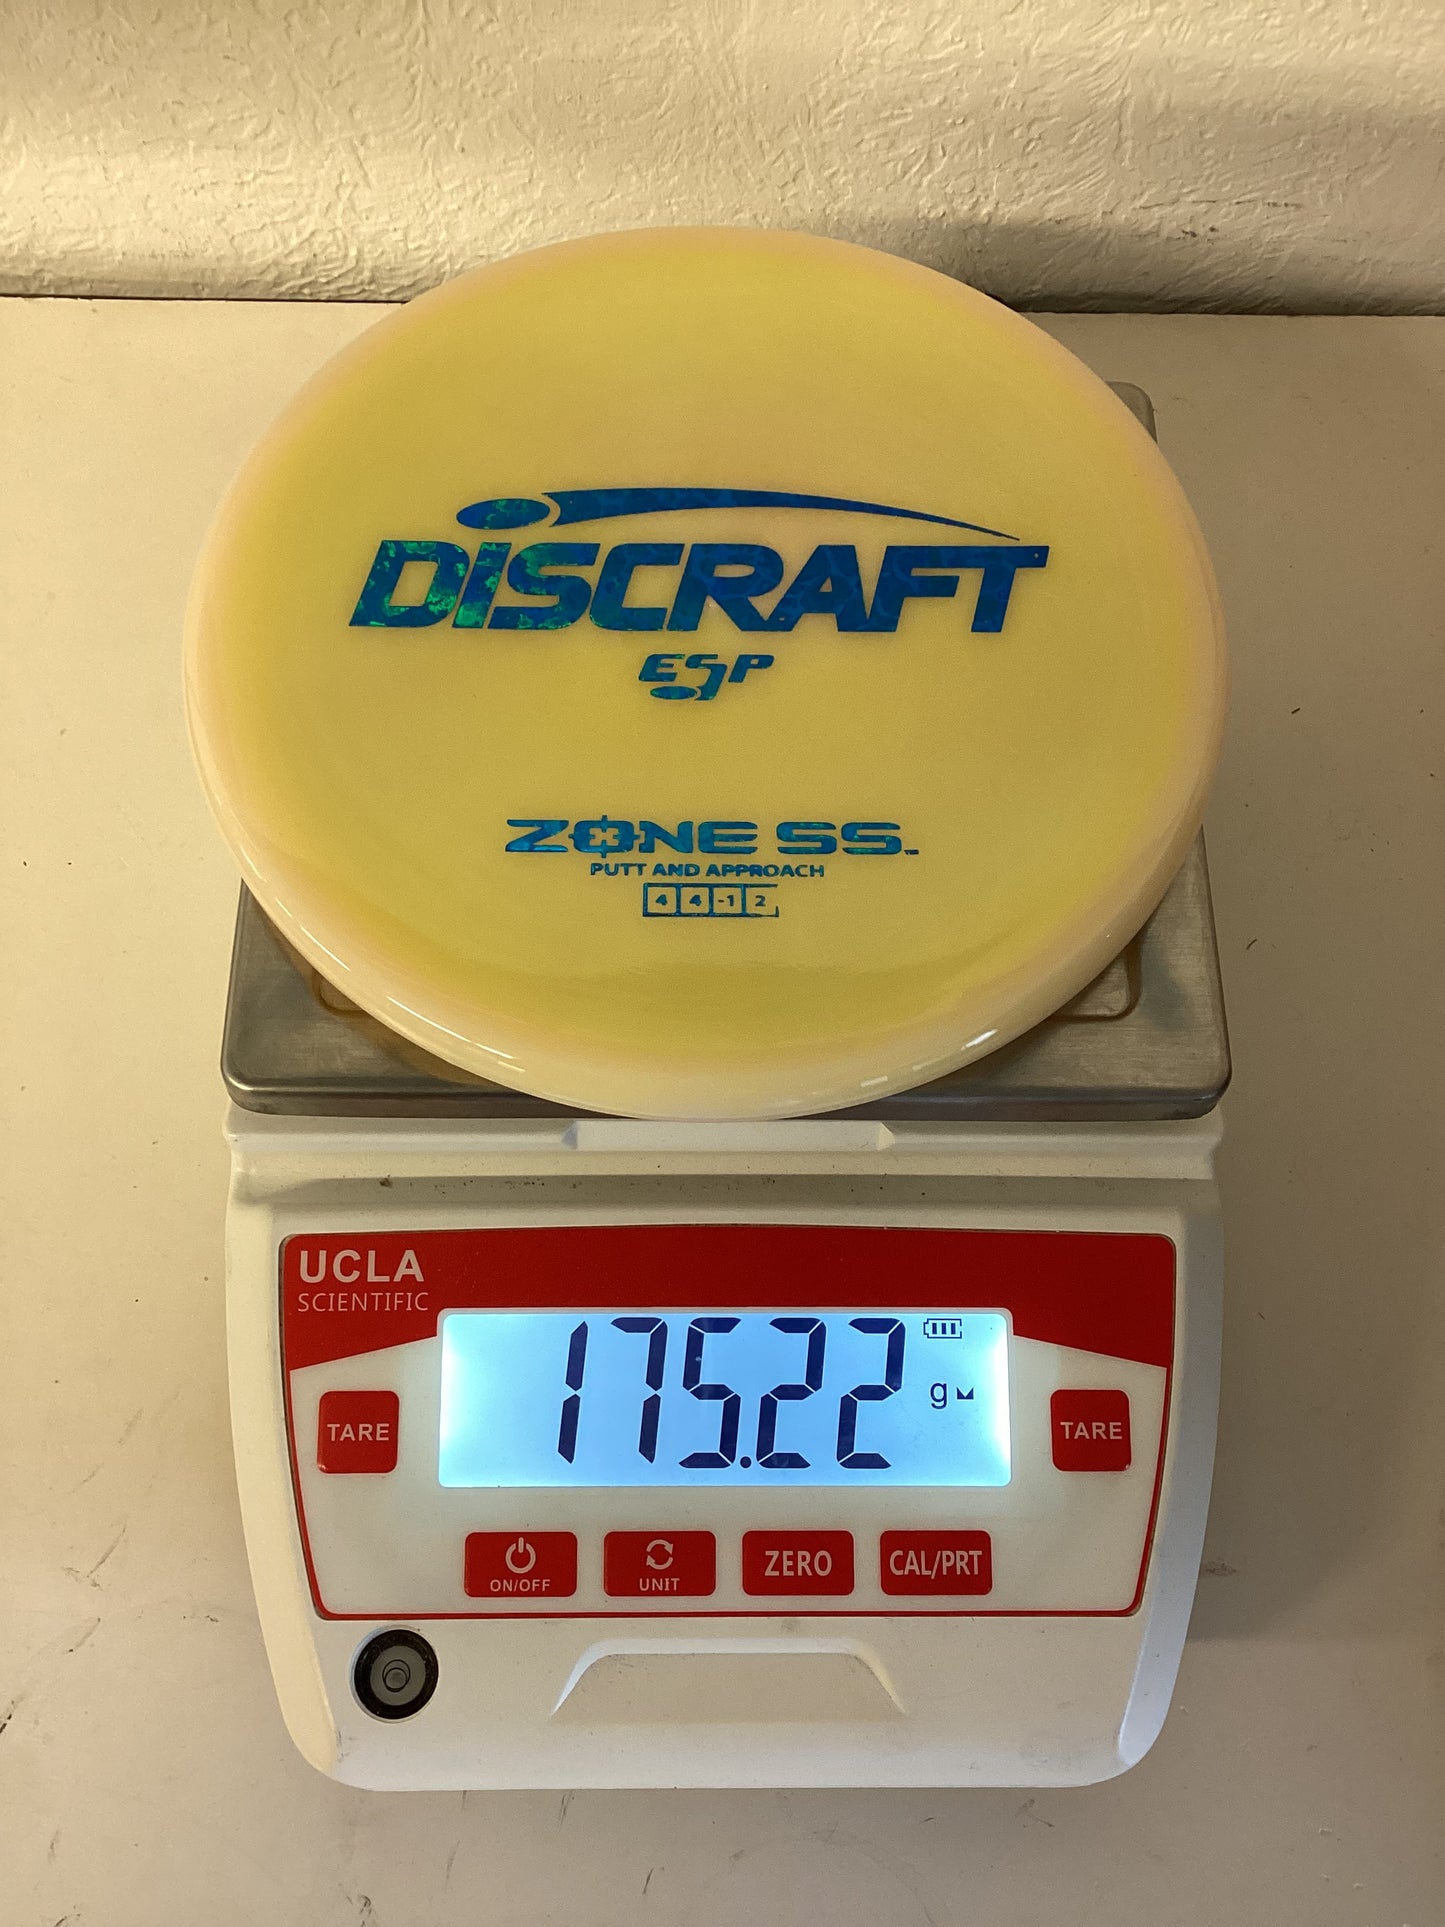 DiSCRAFT
ESP
ZONE SS™
PUTT AND APPROACH
4 4 -1 2
UCLA
SCIENTIFIC
175.22 g
TARE
TARE
ON/OFF
UNIT
ZERO
CAL/PRT